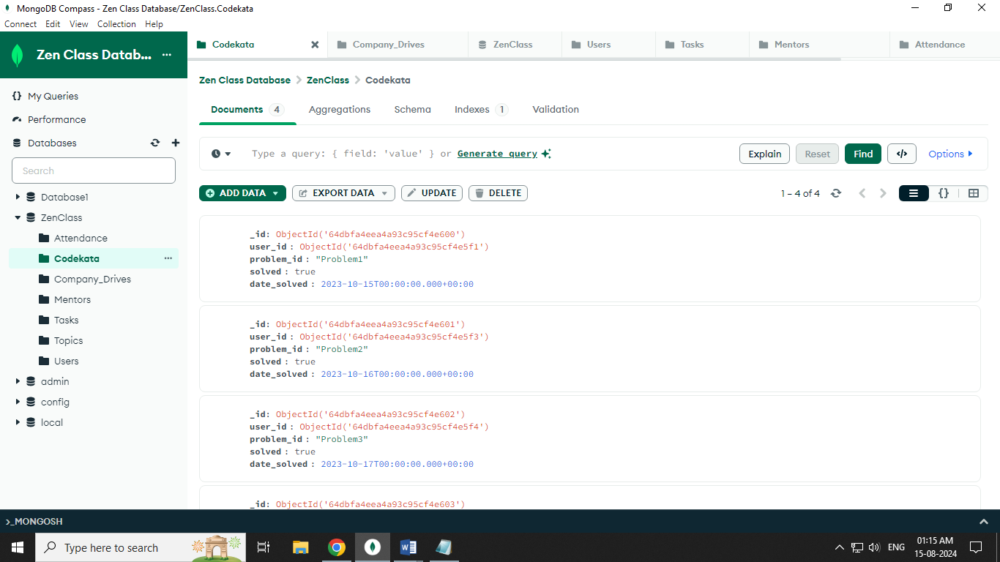 MongoDB Compass - Zen Class Database/ZenClass.Codekata
Connect Edit View Collection Help
Zen Class Datab... ...
Codekata Company_Drives ZenClass Users Tasks Mentors Attendance
{} My Queries
Performance
Databases
Search
Database1
ZenClass
Attendance
Codekata ...
Company_Drives
Mentors
Tasks
Topics
Users
admin
config
local
Zen Class Database > ZenClass > Codekata
Documents 4 Aggregations Schema Indexes 1 Validation
Type a query: { field: 'value' } or Generate query Explain Reset Find </> Options
ADD DATA EXPORT DATA UPDATE DELETE 1 – 4 of 4 {}
_id: ObjectId('64dbfa4eea4a93c95cf4e600')
user_id : ObjectId('64dbfa4eea4a93c95cf4e5f1')
problem_id : "Problem1"
solved : true
date_solved : 2023-10-15T00:00:00.000+00:00
_id: ObjectId('64dbfa4eea4a93c95cf4e601')
user_id : ObjectId('64dbfa4eea4a93c95cf4e5f3')
problem_id : "Problem2"
solved : true
date_solved : 2023-10-16T00:00:00.000+00:00
_id: ObjectId('64dbfa4eea4a93c95cf4e602')
user_id : ObjectId('64dbfa4eea4a93c95cf4e5f4')
problem_id : "Problem3"
solved : true
date_solved : 2023-10-17T00:00:00.000+00:00
_id: ObjectId('64dbfa4eea4a93c95cf4e603')
>_MONGOSH
Type here to search
ENG
01:15 AM
15-08-2024